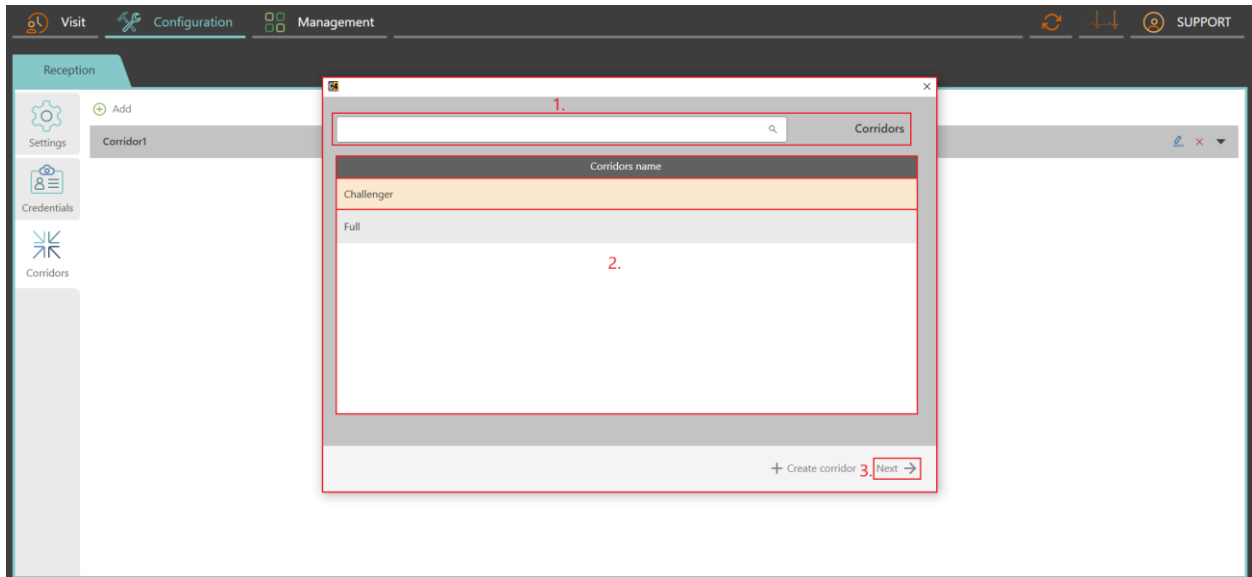 Visit Configuration Management SUPPORT
Reception
Add
Settings
Corridor1
Credentials
Corridors
1.
Corridors
Corridors name
Challenger
Full
2.
Create corridor 3. Next